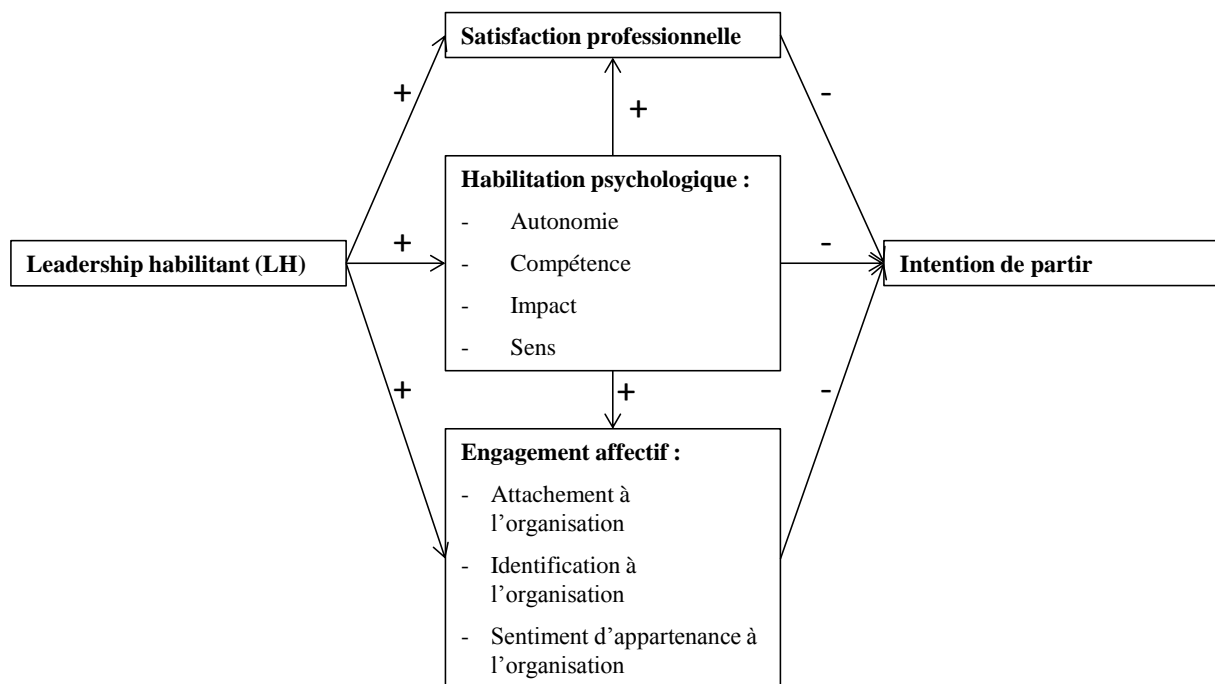 Satisfaction professionnelle
+
-
+
Habilitation psychologique :
- Autonomie
- Compétence
- Impact
- Sens
Leadership habilitant (LH)
+
-
Intention de partir
+
+
-
Engagement affectif :
- Attachement à
l’organisation
- Identification à
l’organisation
- Sentiment d’appartenance à
l’organisation